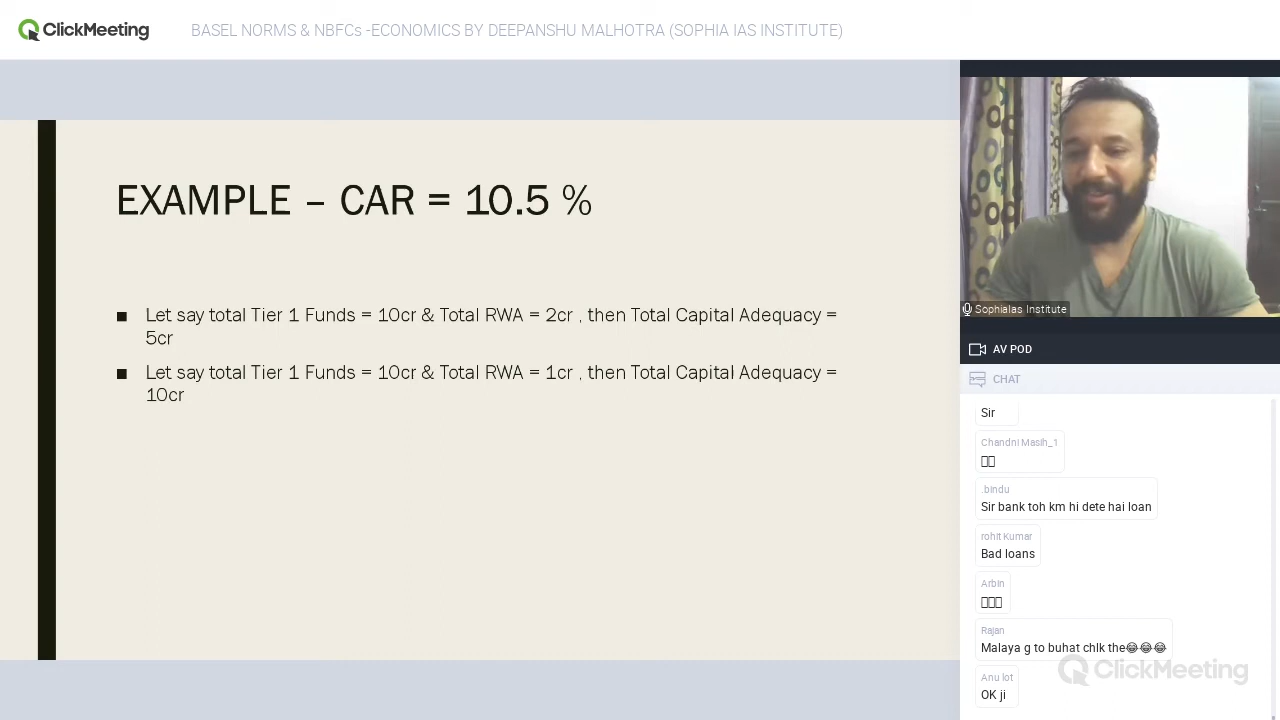 ClickMeeting
BASEL NORMS & NBFCs -ECONOMICS BY DEEPANSHU MALHOTRA (SOPHIA IAS INSTITUTE)
EXAMPLE – CAR = 10.5 %
■ Let say total Tier 1 Funds = 10cr & Total RWA = 2cr , then Total Capital Adequacy =
5cr
■ Let say total Tier 1 Funds = 10cr & Total RWA = 1cr , then Total Capital Adequacy =
10cr
SophiaIas Institute
AV POD
CHAT
Sir
Chandni Masih_1
.bindu
Sir bank toh km hi dete hai loan
rohit Kumar
Bad loans
Arbin
Rajan
Malaya g to buhat chlk the😂😂😂
Anu lot
OK ji
ClickMeeting